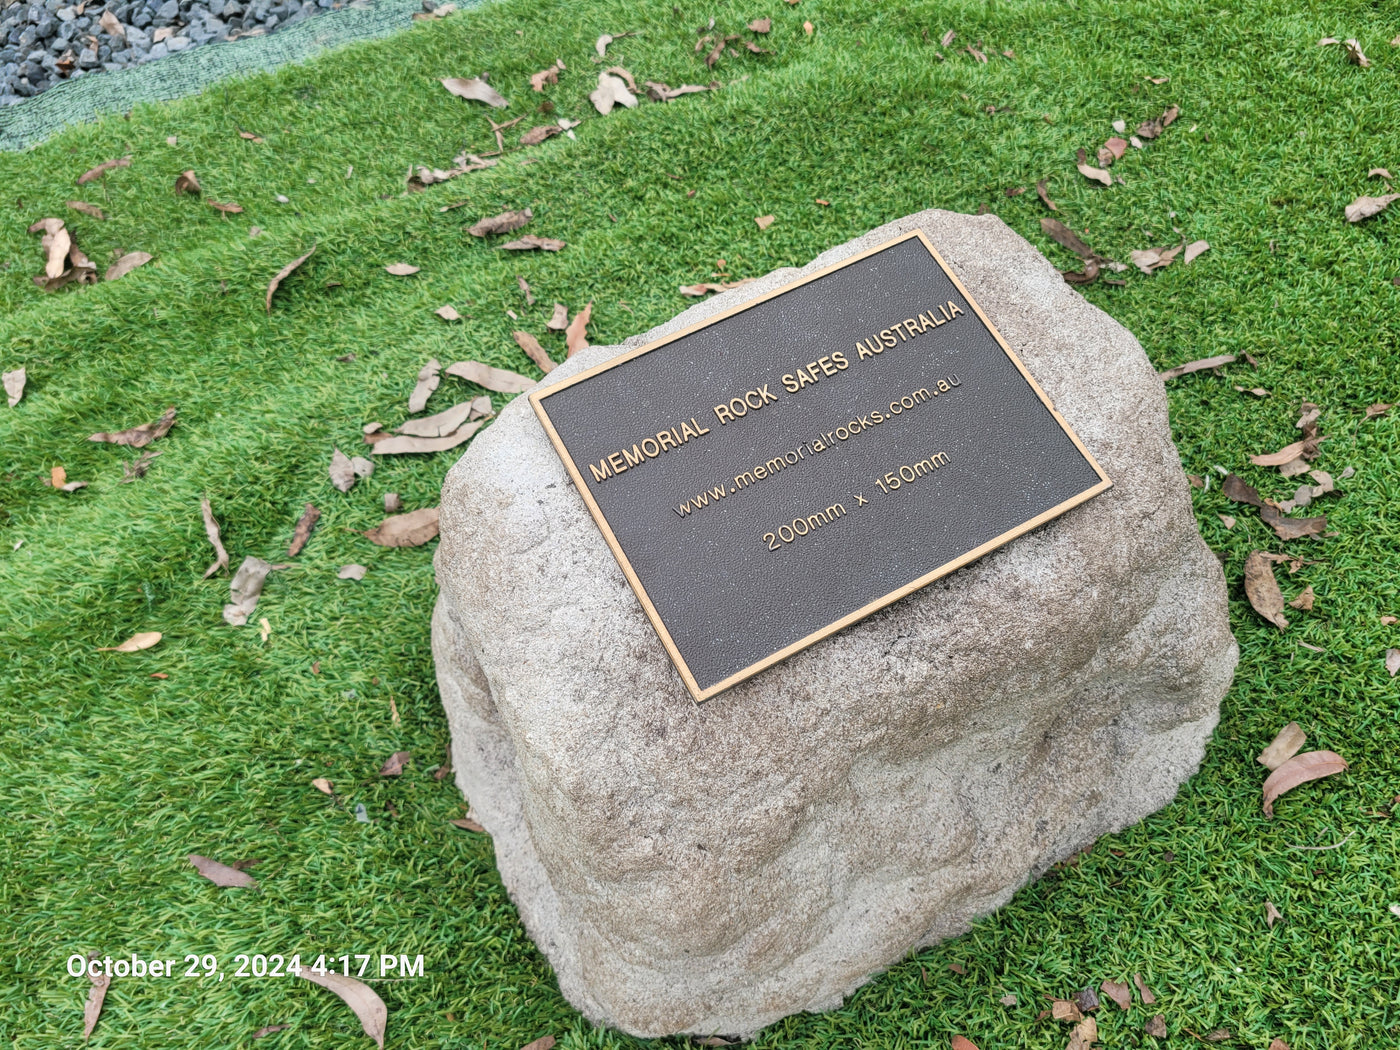 MEMORIAL ROCK SAFES AUSTRALIA
www.memorialrocks.com.au
200mm x 150mm
October 29, 2024 4:17 PM